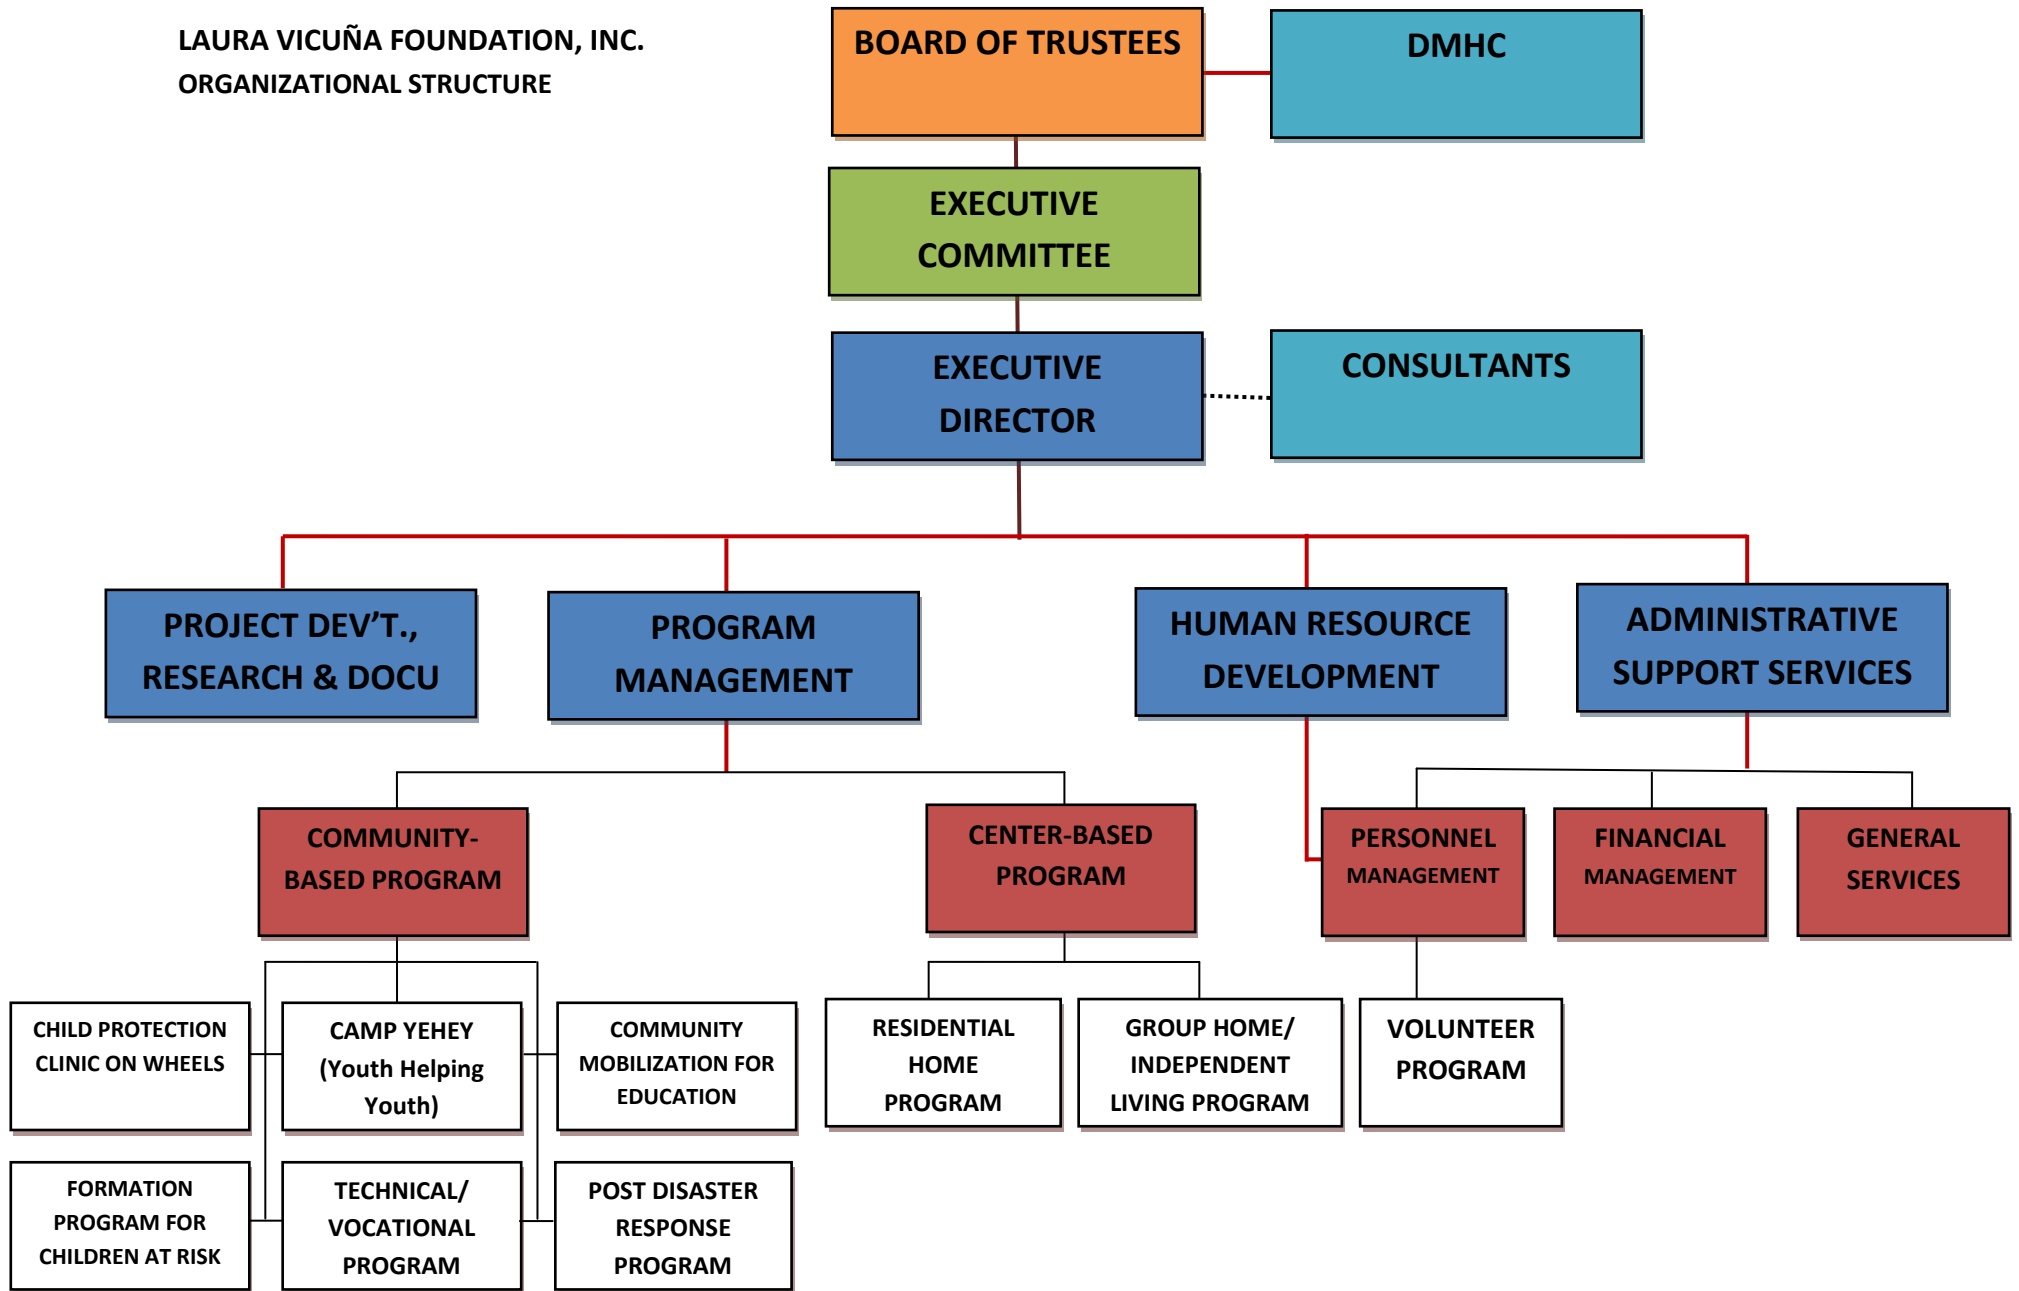 LAURA VICUÑA FOUNDATION, INC.
ORGANIZATIONAL STRUCTURE
BOARD OF TRUSTEES
DMHC
EXECUTIVE
COMMITTEE
EXECUTIVE
DIRECTOR
CONSULTANTS
PROJECT DEV’T.,
RESEARCH & DOCU
PROGRAM
MANAGEMENT
HUMAN RESOURCE
DEVELOPMENT
ADMINISTRATIVE
SUPPORT SERVICES
COMMUNITY-
BASED PROGRAM
CENTER-BASED
PROGRAM
PERSONNEL
MANAGEMENT
FINANCIAL
MANAGEMENT
GENERAL
SERVICES
CHILD PROTECTION
CLINIC ON WHEELS
CAMP YEHEY
(Youth Helping
Youth)
COMMUNITY
MOBILIZATION FOR
EDUCATION
RESIDENTIAL
HOME
PROGRAM
GROUP HOME/
INDEPENDENT
LIVING PROGRAM
VOLUNTEER
PROGRAM
FORMATION
PROGRAM FOR
CHILDREN AT RISK
TECHNICAL/
VOCATIONAL
PROGRAM
POST DISASTER
RESPONSE
PROGRAM